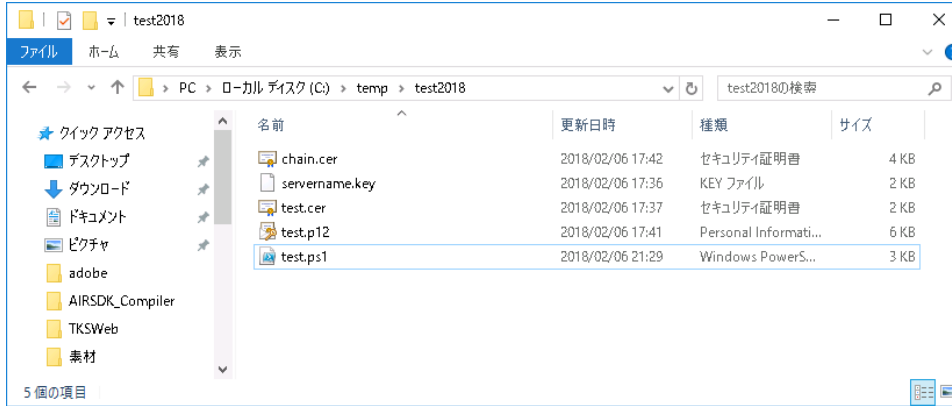 test2018
ファイル ホーム 共有 表示
PC ローカル ディスク (C:) temp test2018 test2018の検索
クイック アクセス
デスクトップ
ダウンロード
ドキュメント
ピクチャ
adobe
AIRSDK_Compiler
TKSWeb
素材
名前 更新日時 種類 サイズ
chain.cer 2018/02/06 17:42 セキュリティ証明書 4 KB
servername.key 2018/02/06 17:36 KEY ファイル 2 KB
test.cer 2018/02/06 17:37 セキュリティ証明書 2 KB
test.p12 2018/02/06 17:41 Personal Informati... 6 KB
test.ps1 2018/02/06 21:29 Windows PowerS... 3 KB
5 個の項目